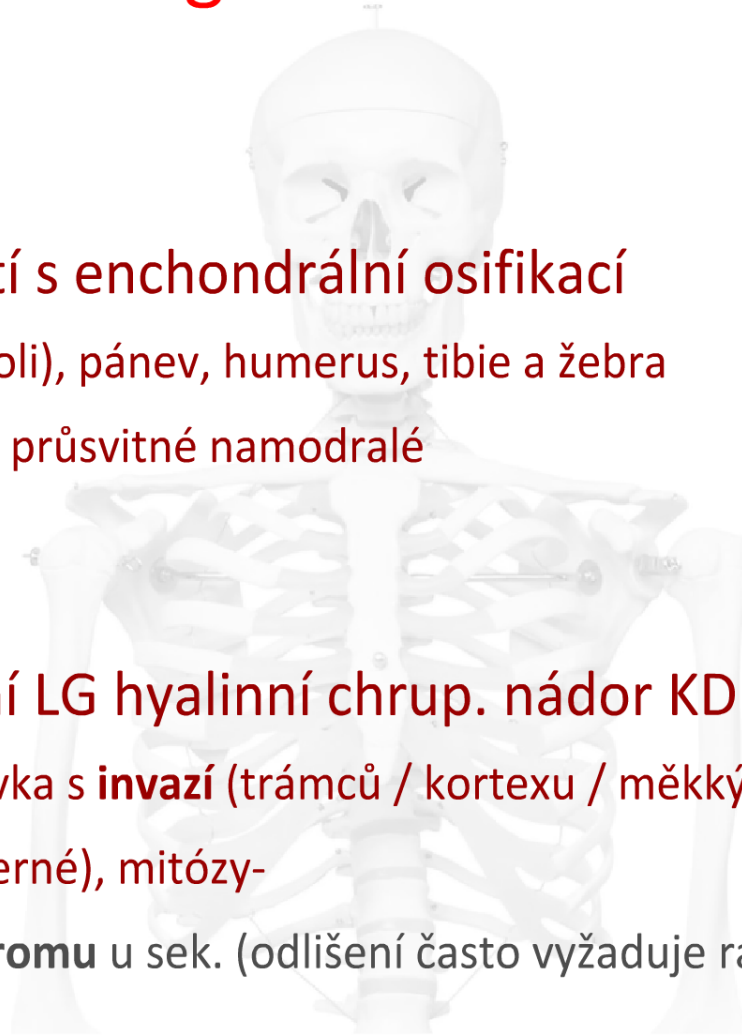 tí s enchondrální osifikací
oli), pánev, humerus, tibie a žebra
průsvitné namodralé
ní LG hyalinní chrup. nádor KD
vka s invazí (trámců / kortexu / měkký
erné), mitózy-
romu u sek. (odlišení často vyžaduje ra